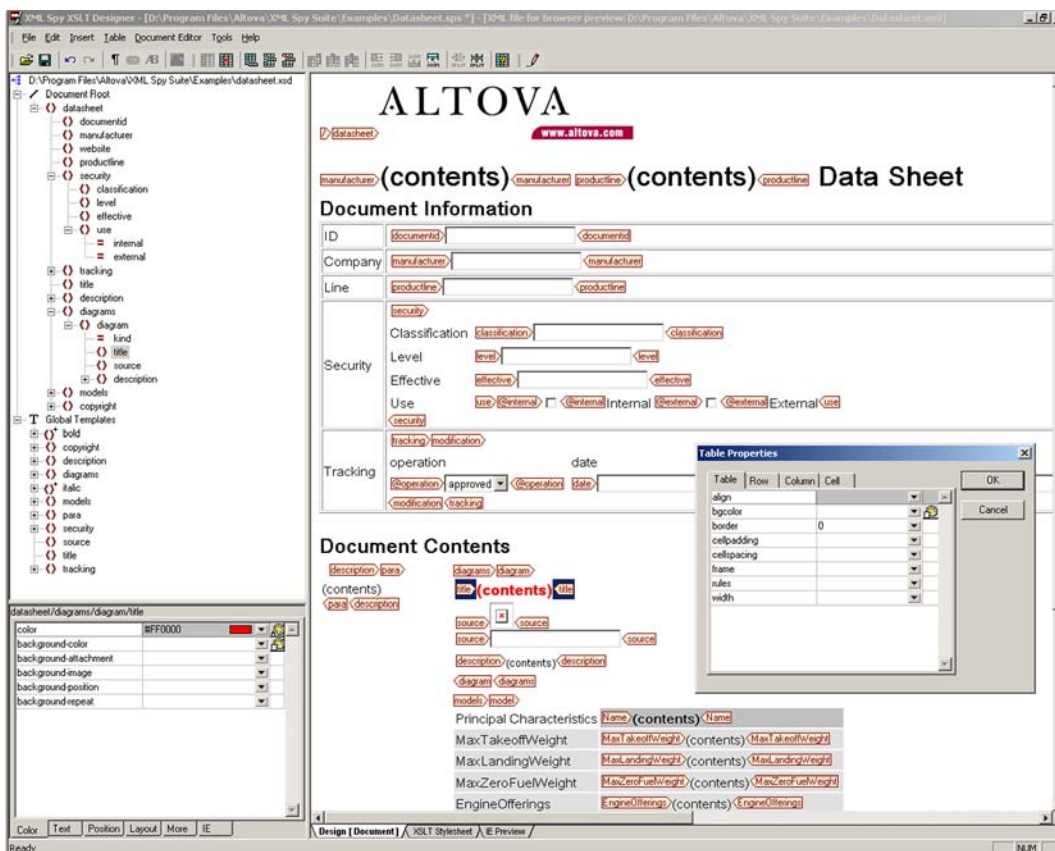 XML Spy XSLT Designer - [D:\Program Files\Altova\XML Spy Suite\Examples\Datasheet.sps *] - [XML file for browser preview: D:\Program Files\Altova\XML Spy Suite\Examples\Datasheet.xml]
File Edit Insert Table Document Editor Tools Help
D:\Program Files\Altova\XML Spy Suite\Examples\datasheet.xsd
Document Root
datasheet
documentid
manufacturer
website
productline
security
classification
level
effective
use
internal
external
tracking
title
description
diagrams
diagram
kind
title
source
description
models
copyright
Global Templates
bold
copyright
description
diagrams
italic
models
para
security
source
title
tracking
datasheet/diagrams/diagram/title
color #FF0000
background-color
background-attachment
background-image
background-position
background-repeat
Color Text Position Layout More IE
Ready
ALTOVA
www.altova.com
datasheet
manufacturer (contents) manufacturer productline (contents) productline Data Sheet
Document Information
ID documentid documentid
Company manufacturer manufacturer
Line productline productline
security
Classification classification classification
Level level level
Security
Effective effective effective
Use use @internal @internal Internal @external @external External use
security
tracking modification
operation date
Tracking
@operation approved @operation date
modification tracking
Document Contents
description para
(contents)
para description
diagrams diagram
title (contents) title
source source
source source
description (contents) description
diagram diagrams
models model
Principal Characteristics Name (contents) Name
MaxTakeoffWeight MaxTakeoffWeight (contents) MaxTakeoffWeight
MaxLandingWeight MaxLandingWeight (contents) MaxLandingWeight
MaxZeroFuelWeight MaxZeroFuelWeight (contents) MaxZeroFuelWeight
EngineOfferings EngineOfferings (contents) EngineOfferings
Design [ Document ] XSLT Stylesheet IE Preview
Table Properties
Table Row Column Cell
OK
Cancel
align
bgcolor
border 0
cellpadding
cellspacing
frame
rules
width
NUM